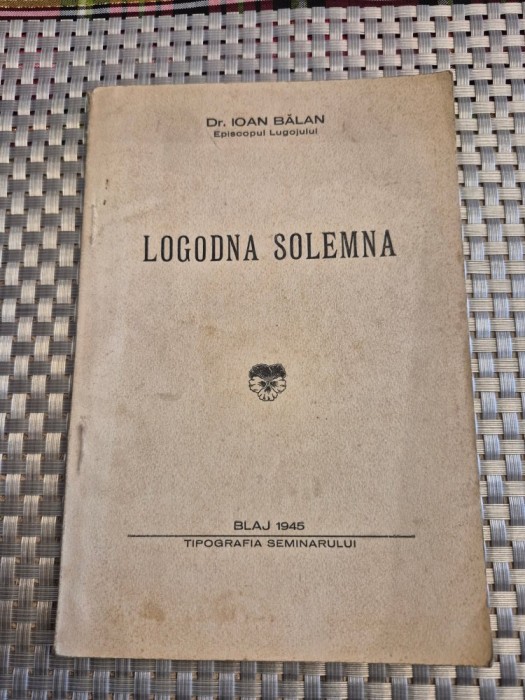 Dr. IOAN BĂLAN
Episcopul Lugojului
LOGODNA SOLEMNA
BLAJ 1945
TIPOGRAFIA SEMINARULUI